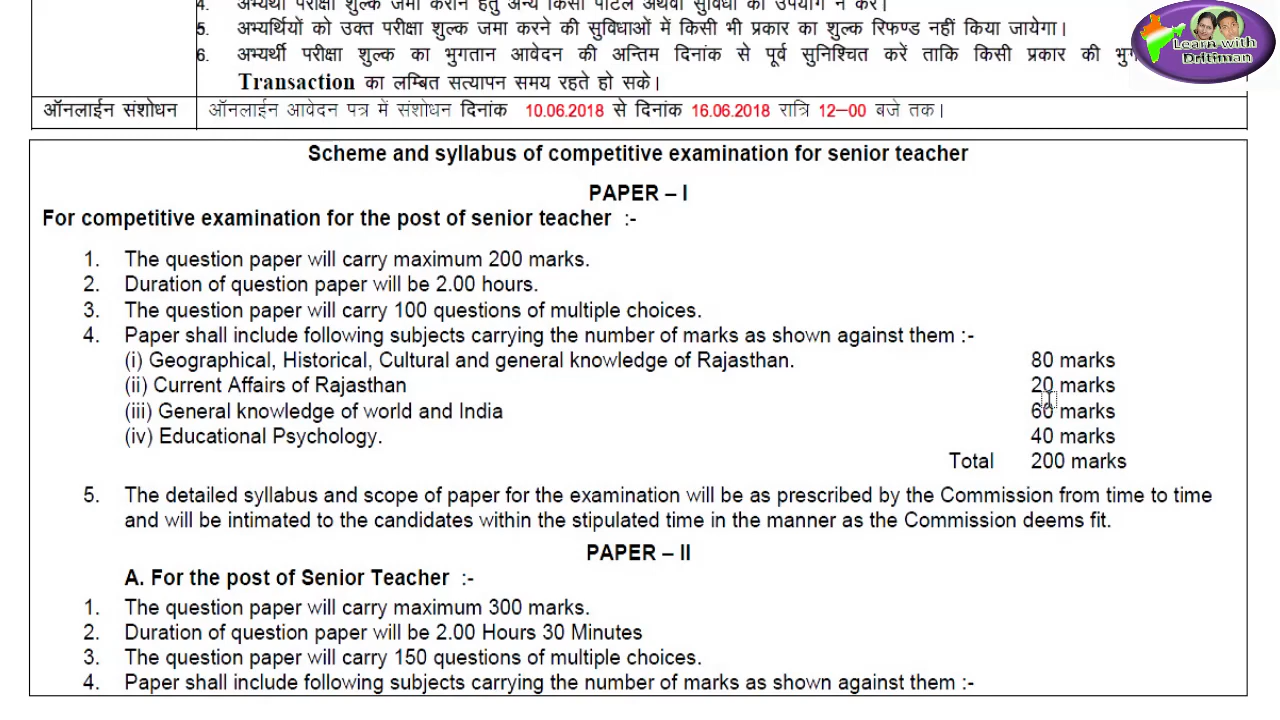 4. अभ्यर्थी परीक्षा शुल्क जमा कराने हेतु अन्य किसी पोर्टल अथवा सुविधा का उपयोग न करें।
5. अभ्यर्थियों को उक्त परीक्षा शुल्क जमा करने की सुविधाओं में किसी भी प्रकार का शुल्क रिफण्ड नहीं किया जायेगा।
6. अभ्यर्थी परीक्षा शुल्क का भुगतान आवेदन की अन्तिम दिनांक से पूर्व सुनिश्चित करें ताकि किसी प्रकार की
Transaction का लम्बित सत्यापन समय रहते हो सके।
Learn with
Dritiman
ऑनलाईन संशोधन ऑनलाईन आवेदन पत्र में संशोधन दिनांक 10.06.2018 से दिनांक 16.06.2018 रात्रि 12–00 बजे तक।
Scheme and syllabus of competitive examination for senior teacher
PAPER – I
For competitive examination for the post of senior teacher :-
1. The question paper will carry maximum 200 marks.
2. Duration of question paper will be 2.00 hours.
3. The question paper will carry 100 questions of multiple choices.
4. Paper shall include following subjects carrying the number of marks as shown against them :-
(i) Geographical, Historical, Cultural and general knowledge of Rajasthan. 80 marks
(ii) Current Affairs of Rajasthan 20 marks
(iii) General knowledge of world and India 60 marks
(iv) Educational Psychology. 40 marks
Total 200 marks
5. The detailed syllabus and scope of paper for the examination will be as prescribed by the Commission from time to time
and will be intimated to the candidates within the stipulated time in the manner as the Commission deems fit.
PAPER – II
A. For the post of Senior Teacher :-
1. The question paper will carry maximum 300 marks.
2. Duration of question paper will be 2.00 Hours 30 Minutes
3. The question paper will carry 150 questions of multiple choices.
4. Paper shall include following subjects carrying the number of marks as shown against them :-